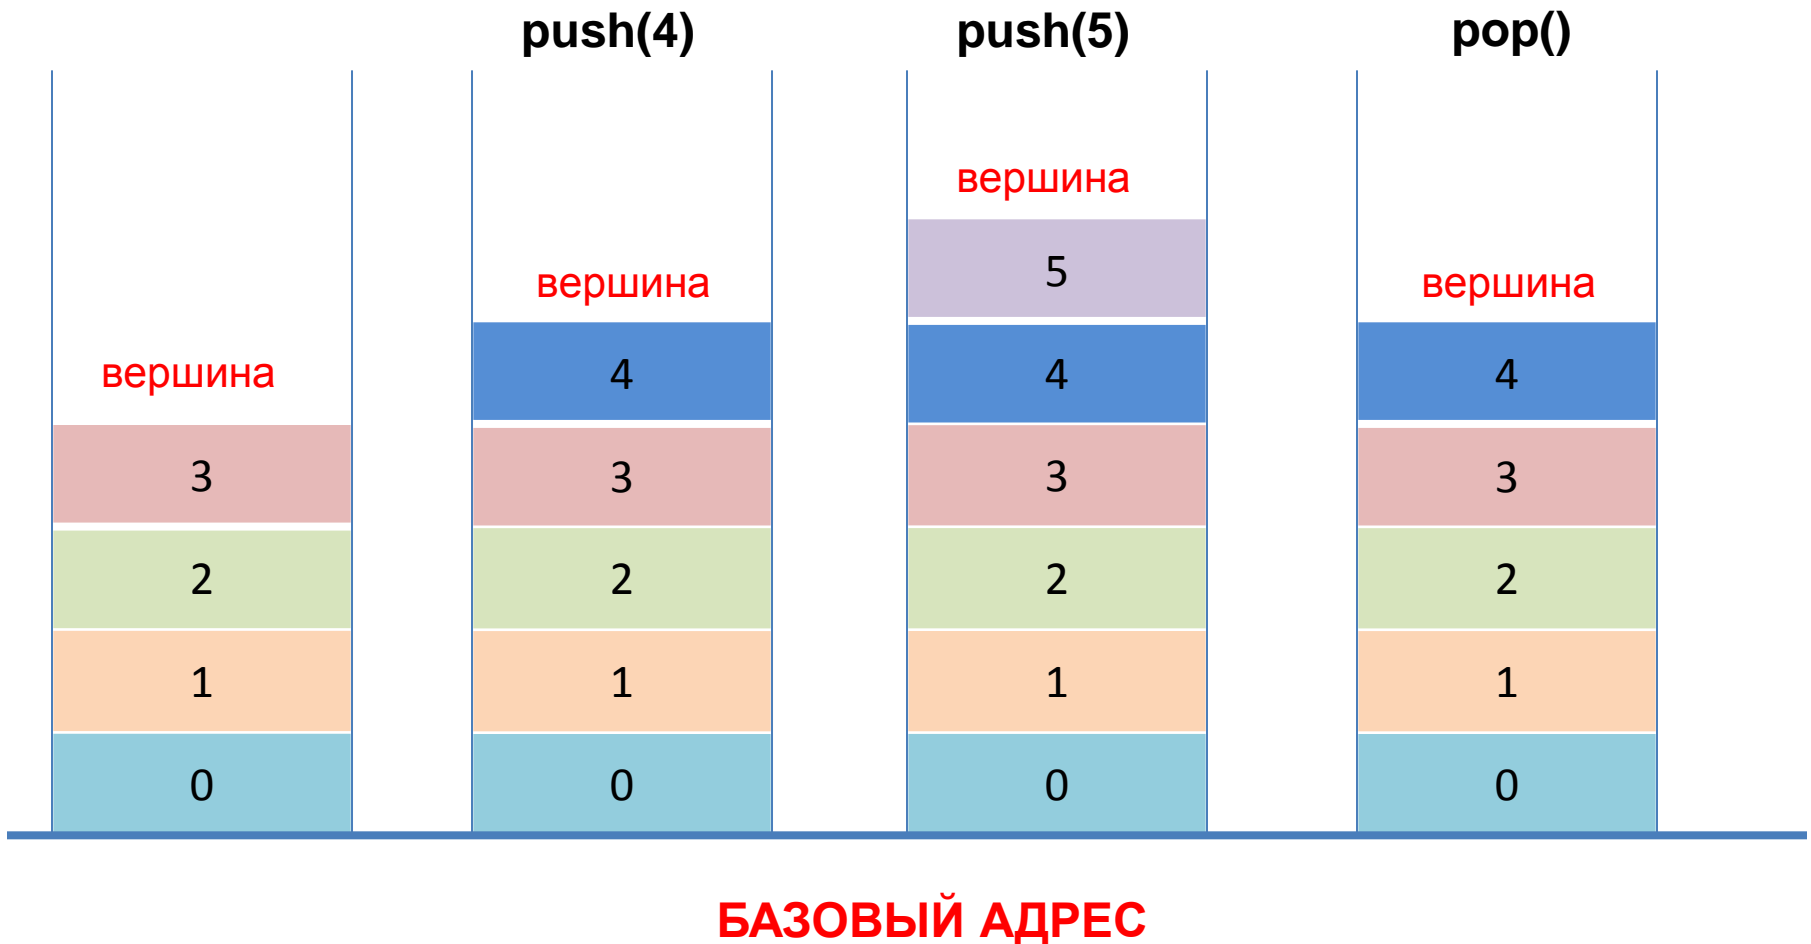 push(4) push(5) pop()
вершина
5
вершина вершина
вершина 4 4 4
3 3 3 3
2 2 2 2
1 1 1 1
0 0 0 0
БАЗОВЫЙ АДРЕС